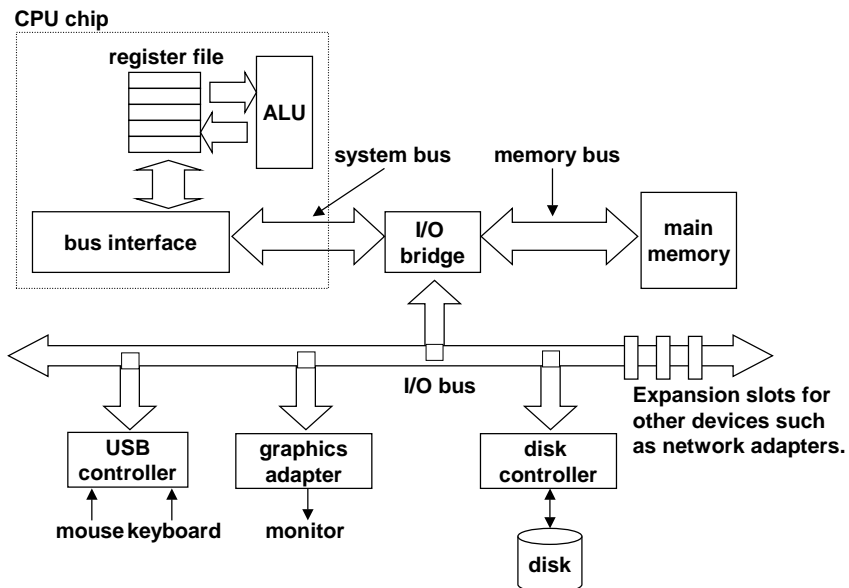 CPU chip
register file
ALU
system bus
memory bus
bus interface
I/O
bridge
main
memory
I/O bus
Expansion slots for
other devices such
as network adapters.
USB
controller
graphics
adapter
disk
controller
mouse
keyboard
monitor
disk